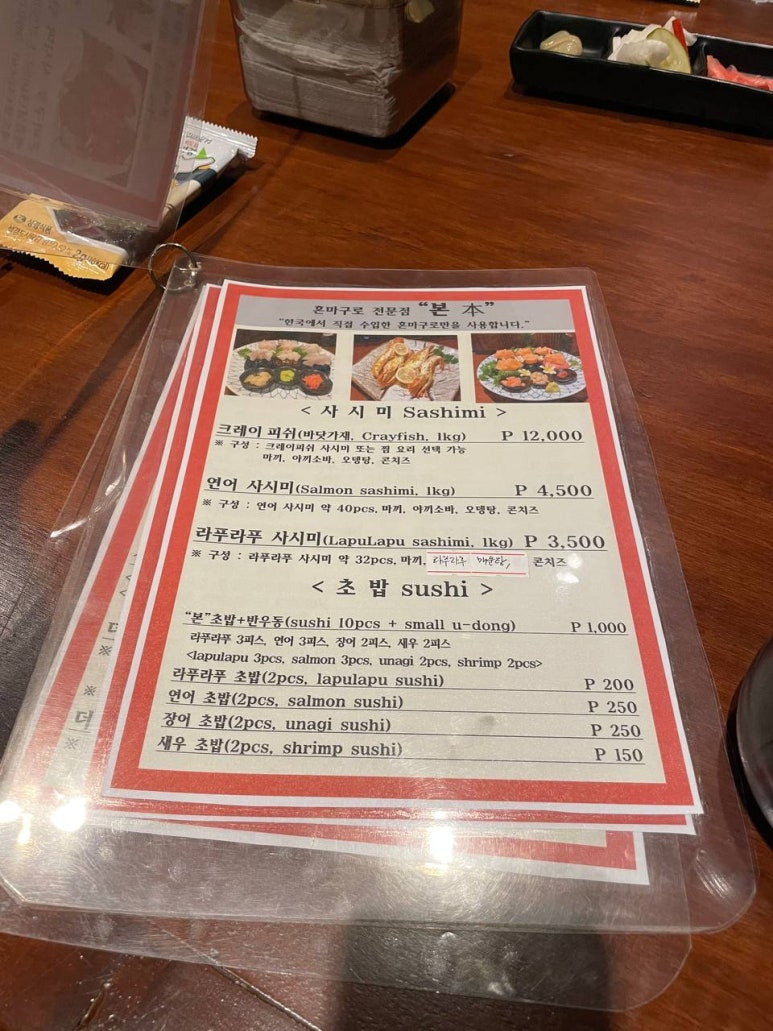 혼마구로 전문점 "본 本"
"한국에서 직접 수입한 혼마구로만을 사용합니다."
< 사 시 미 Sashimi >
크레이 피쉬(바닷가재, Crayfish, 1kg) P 12,000
※ 구성 : 크레이피쉬 사시미 또는 찜 요리 선택 가능
마끼, 야끼소바, 오뎅탕, 콘치즈
연어 사시미(Salmon sashimi, 1kg) P 4,500
※ 구성 : 연어 사시미 약 40pcs, 마끼, 야끼소바, 오뎅탕, 콘치즈
라푸라푸 사시미(LapuLapu sashimi, 1kg) P 3,500
※ 구성 : 라푸라푸 사시미 약 32pcs, 마끼, 라푸라푸 매운탕, 콘치즈
< 초 밥 sushi >
"본"초밥+반우동(sushi 10pcs + small u-dong) P 1,000
라푸라푸 3피스, 연어 3피스, 장어 2피스, 새우 2피스
<lapulapu 3pcs, salmon 3pcs, unagi 2pcs, shrimp 2pcs>
라푸라푸 초밥(2pcs, lapulapu sushi) P 200
연어 초밥(2pcs, salmon sushi) P 250
장어 초밥(2pcs, unagi sushi) P 250
새우 초밥(2pcs, shrimp sushi) P 150